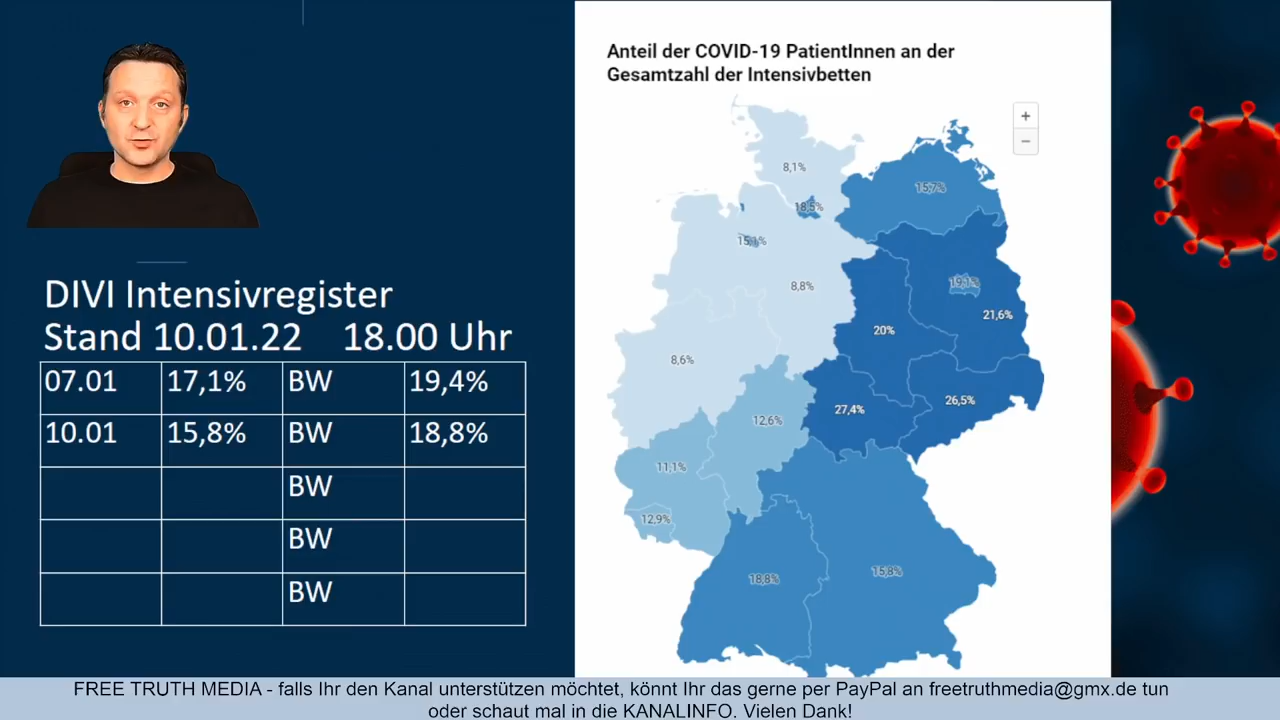 Anteil der COVID-19 PatientInnen an der
Gesamtzahl der Intensivbetten
+
−
8,1%
15,7%
18,5%
15,1%
8,8%
19,1%
21,6%
20%
8,6%
27,4%
26,5%
12,6%
11,1%
12,9%
18,8%
15,8%
DIVI Intensivregister
Stand 10.01.22 18.00 Uhr
07.01 17,1% BW 19,4%
10.01 15,8% BW 18,8%
BW
BW
BW
FREE TRUTH MEDIA - falls Ihr den Kanal unterstützen möchtet, könnt Ihr das gerne per PayPal an freetruthmedia@gmx.de tun
oder schaut mal in die KANALINFO. Vielen Dank!